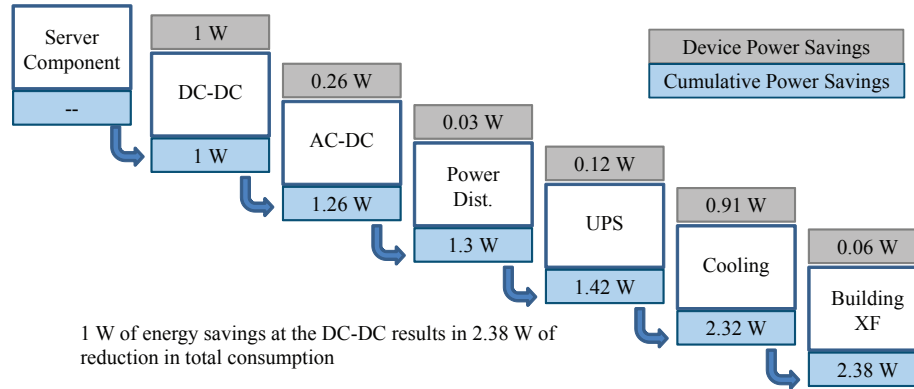 Server
Component
--
1 W
DC-DC
1 W
0.26 W
AC-DC
1.26 W
0.03 W
Power
Dist.
1.3 W
0.12 W
UPS
1.42 W
0.91 W
Cooling
2.32 W
0.06 W
Building
XF
2.38 W
Device Power Savings
Cumulative Power Savings
1 W of energy savings at the DC-DC results in 2.38 W of
reduction in total consumption